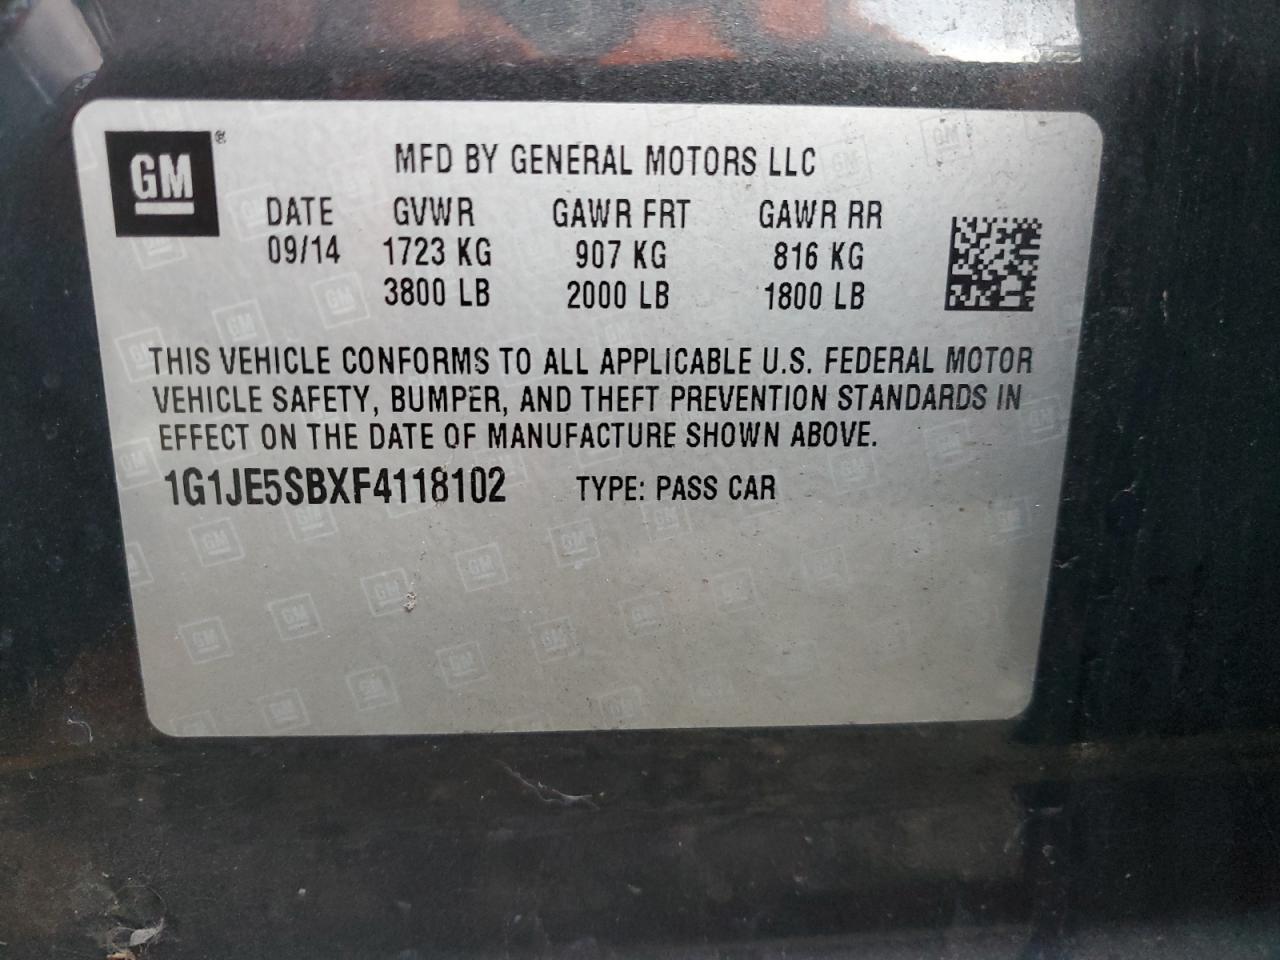 GM®
MFD BY GENERAL MOTORS LLC
DATE GVWR GAWR FRT GAWR RR
09/14 1723 KG 907 KG 816 KG
3800 LB 2000 LB 1800 LB
THIS VEHICLE CONFORMS TO ALL APPLICABLE U.S. FEDERAL MOTOR
VEHICLE SAFETY, BUMPER, AND THEFT PREVENTION STANDARDS IN
EFFECT ON THE DATE OF MANUFACTURE SHOWN ABOVE.
1G1JE5SBXF4118102 TYPE: PASS CAR